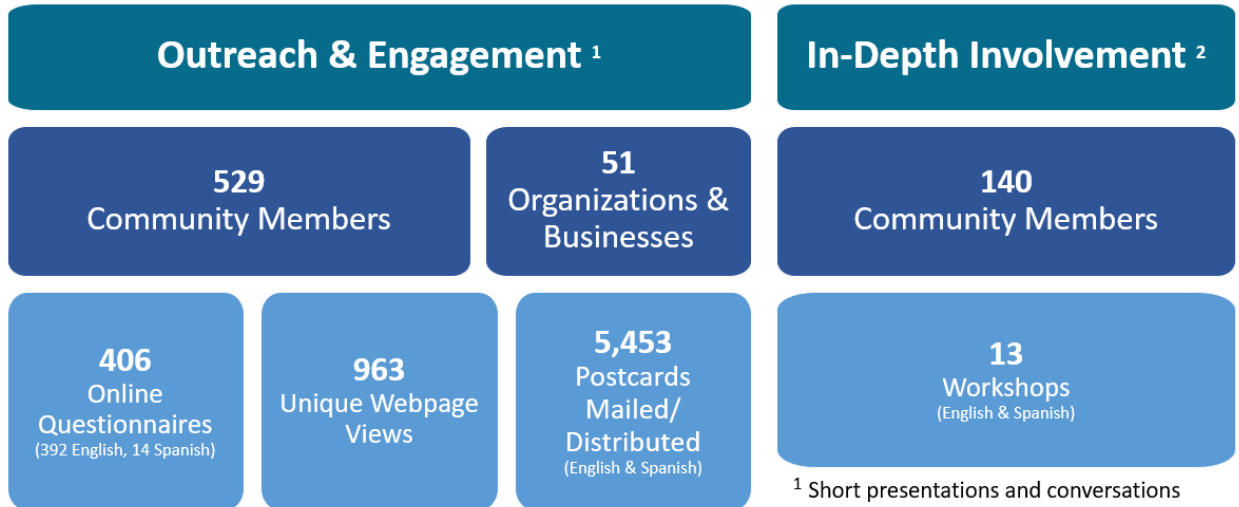 Outreach & Engagement 1
In-Depth Involvement 2
529
Community Members
51
Organizations &
Businesses
140
Community Members
406
Online
Questionnaires
(392 English, 14 Spanish)
963
Unique Webpage
Views
5,453
Postcards
Mailed/
Distributed
(English & Spanish)
13
Workshops
(English & Spanish)
1 Short presentations and conversations